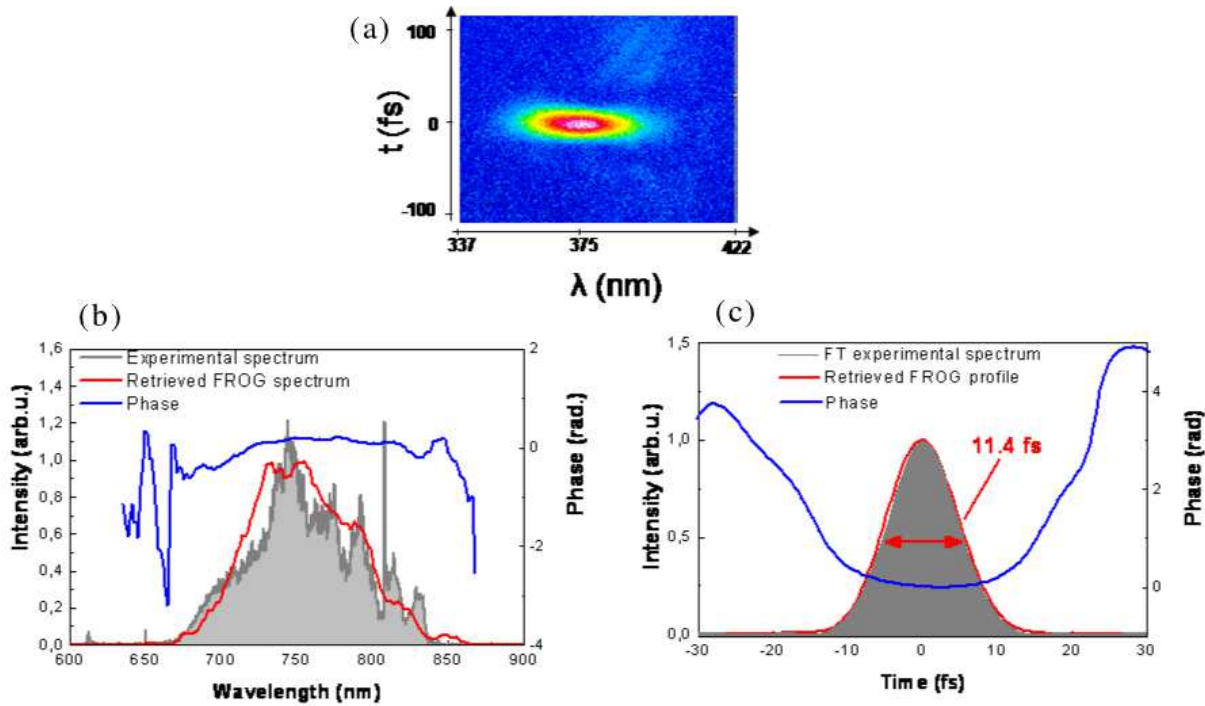 (a)
100
0
-100
t (fs)
337 375 422
λ (nm)
(b)
Experimental spectrum
Retrieved FROG spectrum
Phase
1,6
1,4
1,2
1,0
0,8
0,6
0,4
0,2
0,0
Intensity (arb.u.)
2
0
-2
-4
Phase (rad.)
600 650 700 750 800 850 900
Wavelength (nm)
(c)
FT experimental spectrum
Retrieved FROG profile
Phase
11.4 fs
1,5
1,0
0,5
0,0
Intensity (arb.u.)
4
2
0
Phase (rad)
-30 -20 -10 0 10 20 30
Time (fs)